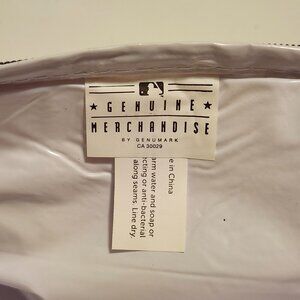 ★ GENUINE ★
MERCHANDISE
BY GENUMARK
CA 30029
e in China
arm water and soap or
ncting or anti-bacterial
along seams. Line dry.